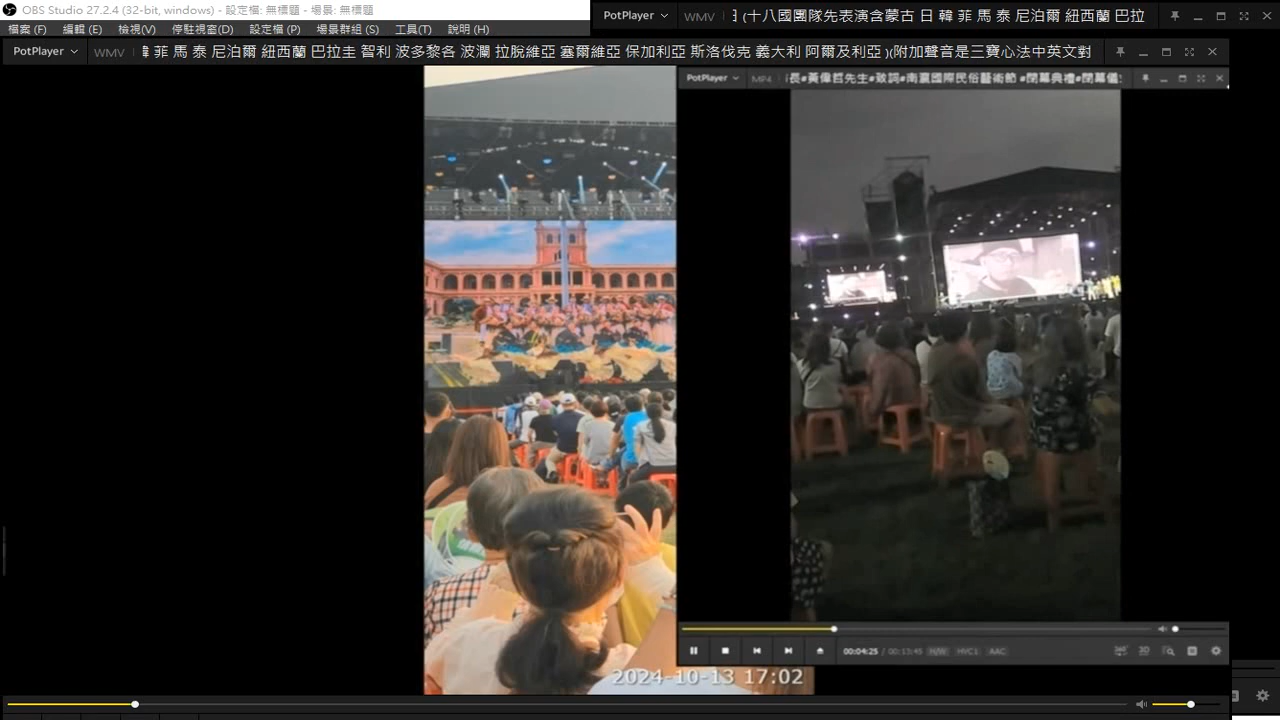 OBS Studio 27.2.4 (32-bit, windows) - 設定檔: 無標題 - 場景: 無標題
檔案 (F) 編輯 (E) 檢視(V) 停駐視窗(D) 設定檔 (P) 場景群組 (S) 工具(T) 說明 (H)
PotPlayer WMV (十八國團隊先表演含蒙古 日 韓 菲 馬 泰 尼泊爾 紐西蘭 巴拉
PotPlayer WMV 菲 馬 泰 尼泊爾 紐西蘭 巴拉圭 智利 波多黎各 波瀾 拉脫維亞 塞爾維亞 保加利亞 斯洛伐克 義大利 阿爾及利亞 )(附加聲音是三寶心法中英文對
PotPlayer MP4 長#黃偉哲先生#致詞#南瀛國際民俗藝術節 #閉幕典禮#閉幕儀
00:04:25 / 00:13:45 H/W HVC1 AAC
3D
2024-10-13 17:02